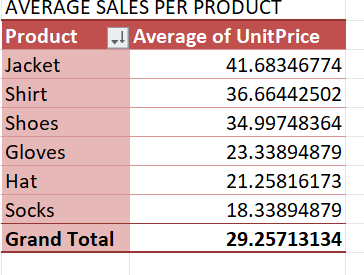 AVERAGE SALES PER PRODUCT
Product Average of UnitPrice
Jacket 41.68346774
Shirt 36.66442502
Shoes 34.99748364
Gloves 23.33894879
Hat 21.25816173
Socks 18.33894879
Grand Total 29.25713134